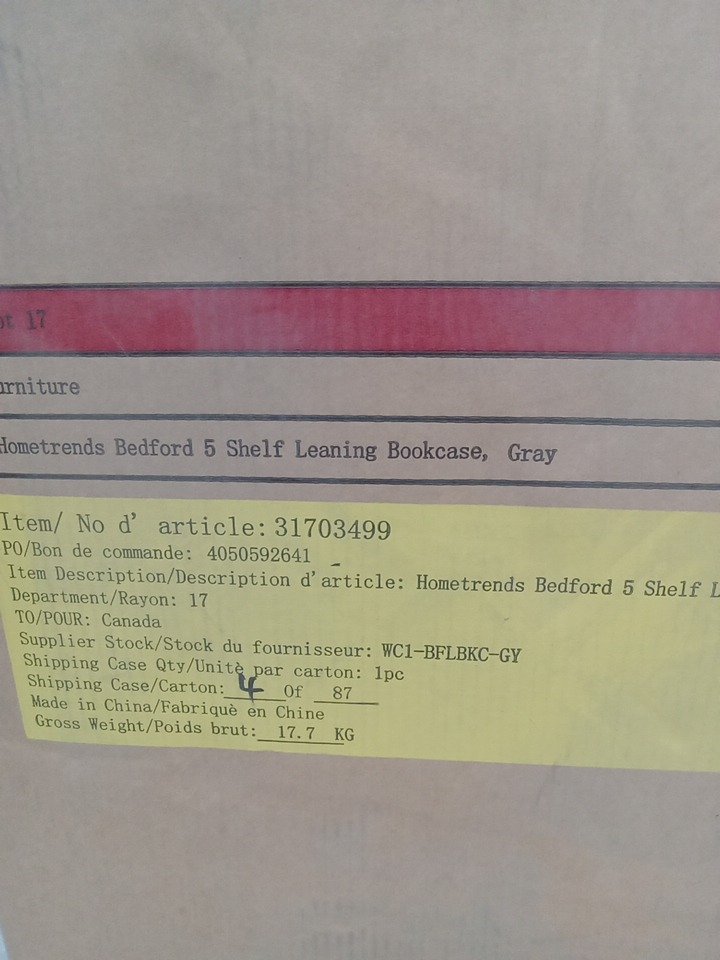 17
Hometrends Bedford 5 Shelf Leaning Bookcase, Gray
Item/ No d' article: 31703499
PO/Bon de commande: 4050592641
Item Description/Description d'article: Hometrends Bedford 5 Shelf
Department/Rayon: 17
TO/POUR: Canada
Supplier Stock/Stock du fournisseur: WC1-BFLBKC-GY
Shipping Case Qty/Unitè par carton: 1pc
Shipping Case/Carton: 4 Of 87
Made in China/Fabriquè en Chine
Gross Weight/Poids brut: 17.7 KG